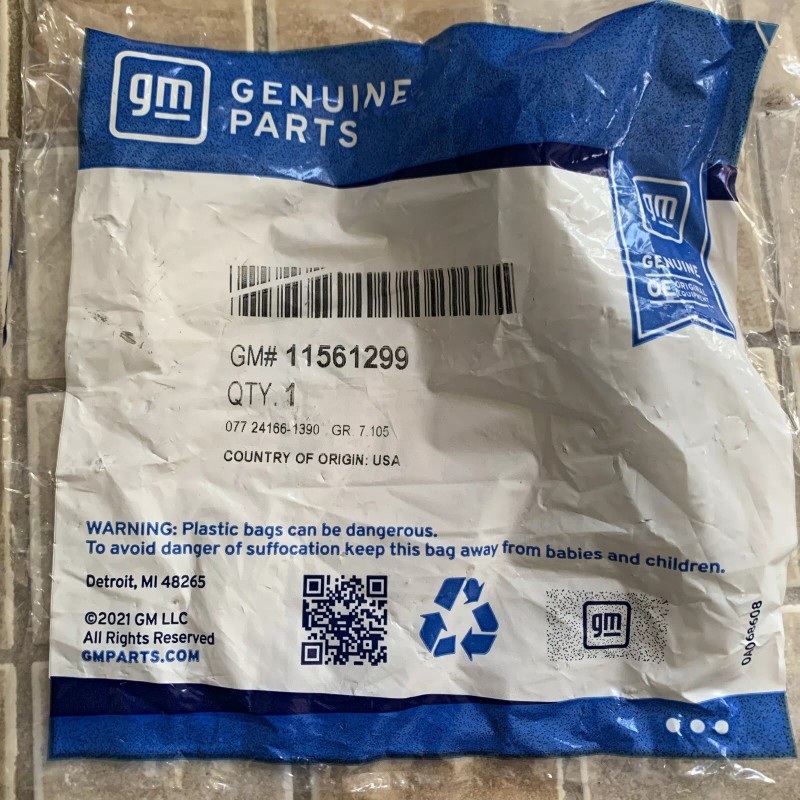 gm GENUINE
PARTS
gm
GENUINE
OE ORIGINAL
EQUIPMENT
GM# 11561299
QTY. 1
077 24166-1390 GR. 7.105
COUNTRY OF ORIGIN: USA
WARNING: Plastic bags can be dangerous.
To avoid danger of suffocation keep this bag away from babies and children.
Detroit, MI 48265
©2021 GM LLC
All Rights Reserved
GMPARTS.COM
gm
0A068608